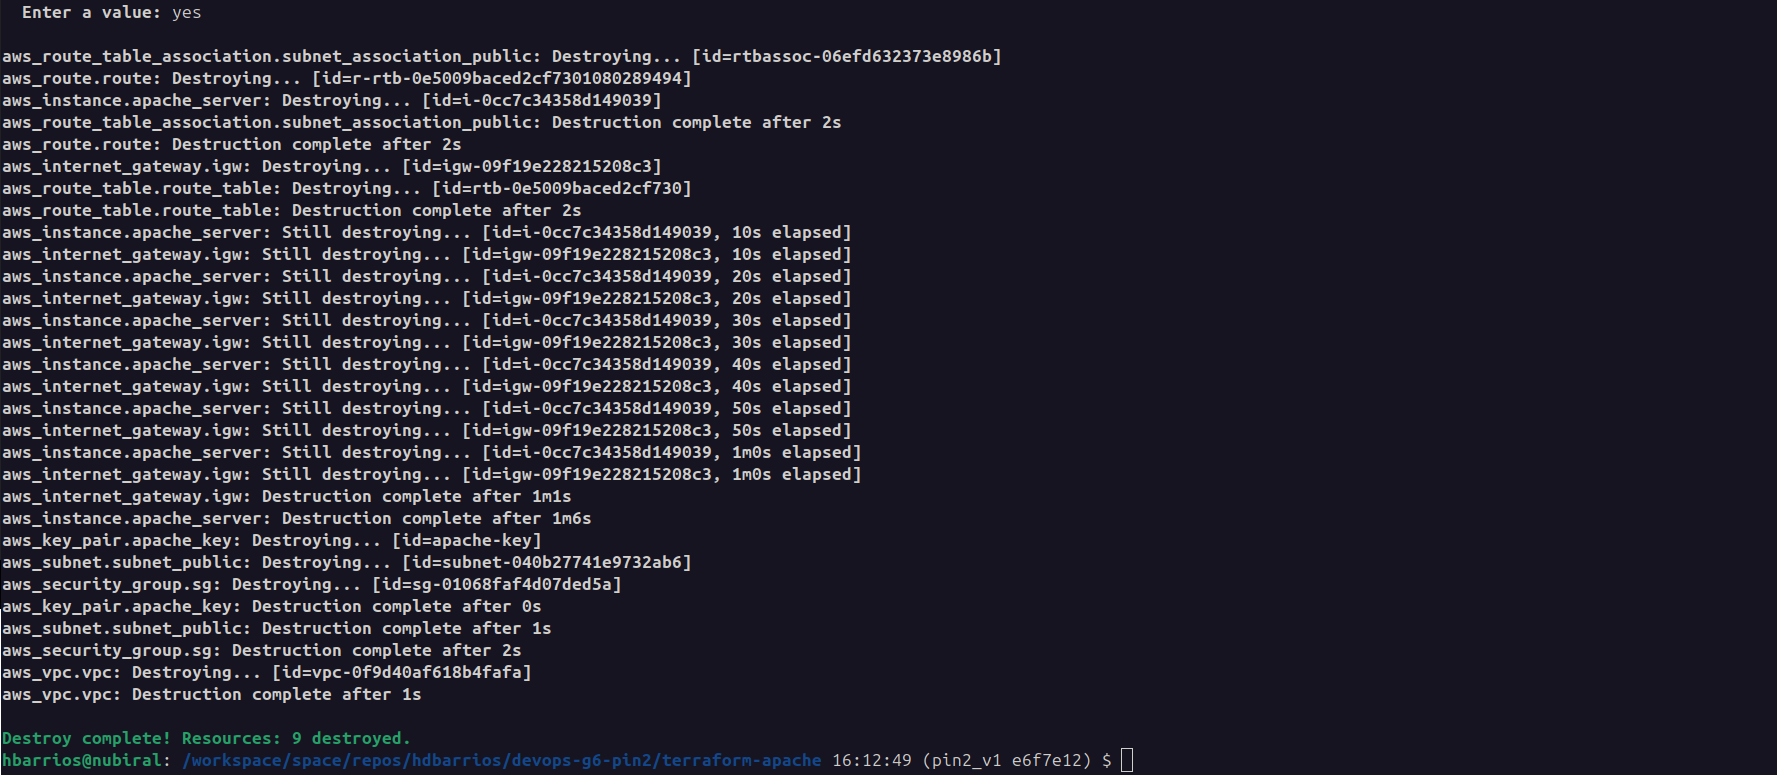 Enter a value: yes
aws_route_table_association.subnet_association_public: Destroying... [id=rtbassoc-06efd632373e8986b]
aws_route.route: Destroying... [id=r-rtb-0e5009baced2cf7301080289494]
aws_instance.apache_server: Destroying... [id=i-0cc7c34358d149039]
aws_route_table_association.subnet_association_public: Destruction complete after 2s
aws_route.route: Destruction complete after 2s
aws_internet_gateway.igw: Destroying... [id=igw-09f19e228215208c3]
aws_route_table.route_table: Destroying... [id=rtb-0e5009baced2cf730]
aws_route_table.route_table: Destruction complete after 2s
aws_instance.apache_server: Still destroying... [id=i-0cc7c34358d149039, 10s elapsed]
aws_internet_gateway.igw: Still destroying... [id=igw-09f19e228215208c3, 10s elapsed]
aws_instance.apache_server: Still destroying... [id=i-0cc7c34358d149039, 20s elapsed]
aws_internet_gateway.igw: Still destroying... [id=igw-09f19e228215208c3, 20s elapsed]
aws_instance.apache_server: Still destroying... [id=i-0cc7c34358d149039, 30s elapsed]
aws_internet_gateway.igw: Still destroying... [id=igw-09f19e228215208c3, 30s elapsed]
aws_instance.apache_server: Still destroying... [id=i-0cc7c34358d149039, 40s elapsed]
aws_internet_gateway.igw: Still destroying... [id=igw-09f19e228215208c3, 40s elapsed]
aws_instance.apache_server: Still destroying... [id=i-0cc7c34358d149039, 50s elapsed]
aws_internet_gateway.igw: Still destroying... [id=igw-09f19e228215208c3, 50s elapsed]
aws_instance.apache_server: Still destroying... [id=i-0cc7c34358d149039, 1m0s elapsed]
aws_internet_gateway.igw: Still destroying... [id=igw-09f19e228215208c3, 1m0s elapsed]
aws_internet_gateway.igw: Destruction complete after 1m1s
aws_instance.apache_server: Destruction complete after 1m6s
aws_key_pair.apache_key: Destroying... [id=apache-key]
aws_subnet.subnet_public: Destroying... [id=subnet-040b27741e9732ab6]
aws_security_group.sg: Destroying... [id=sg-01068faf4d07ded5a]
aws_key_pair.apache_key: Destruction complete after 0s
aws_subnet.subnet_public: Destruction complete after 1s
aws_security_group.sg: Destruction complete after 2s
aws_vpc.vpc: Destroying... [id=vpc-0f9d40af618b4fafa]
aws_vpc.vpc: Destruction complete after 1s
Destroy complete! Resources: 9 destroyed.
hbarrios@nubiral: /workspace/space/repos/hdbarrios/devops-g6-pin2/terraform-apache 16:12:49 (pin2_v1 e6f7e12) $